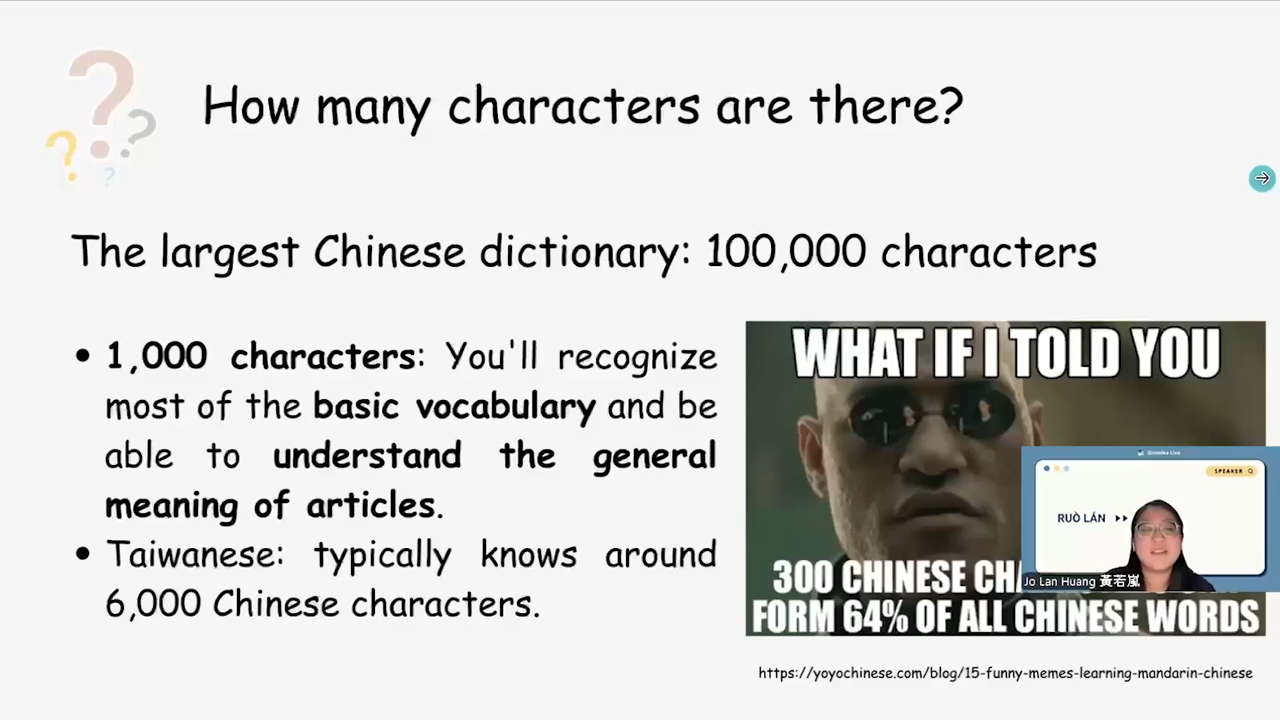 How many characters are there?
The largest Chinese dictionary: 100,000 characters
• 1,000 characters: You'll recognize
most of the basic vocabulary and be
able to understand the general
meaning of articles.
• Taiwanese: typically knows around
6,000 Chinese characters.
WHAT IF I TOLD YOU
300 CHINESE
FORM 64% OF ALL CHINESE WORDS
SPEAKER
RUÒ LÁN
Jo Lan Huang 黃若嵐
https://yoyochinese.com/blog/15-funny-memes-learning-mandarin-chinese